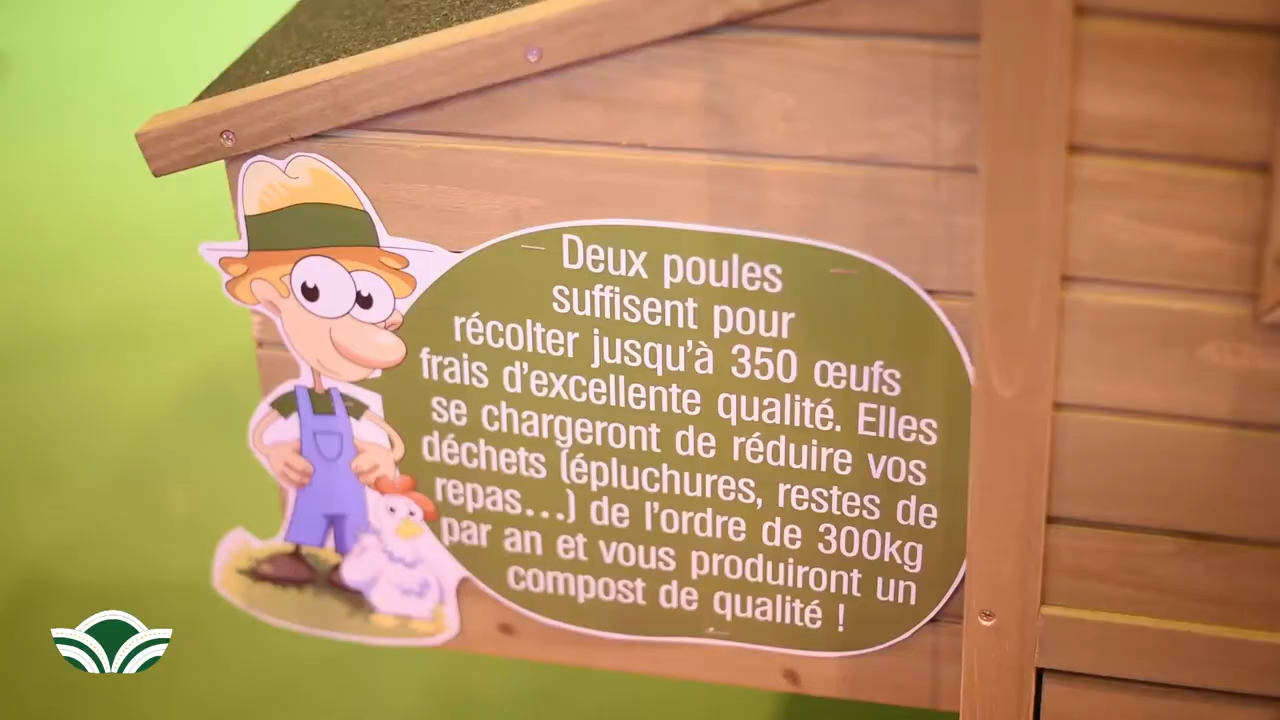 Deux poules
suffisent pour
récolter jusqu'à 350 œufs
frais d'excellente qualité. Elles
se chargeront de réduire vos
déchets (épluchures, restes de
repas...) de l'ordre de 300kg
par an et vous produiront un
compost de qualité !